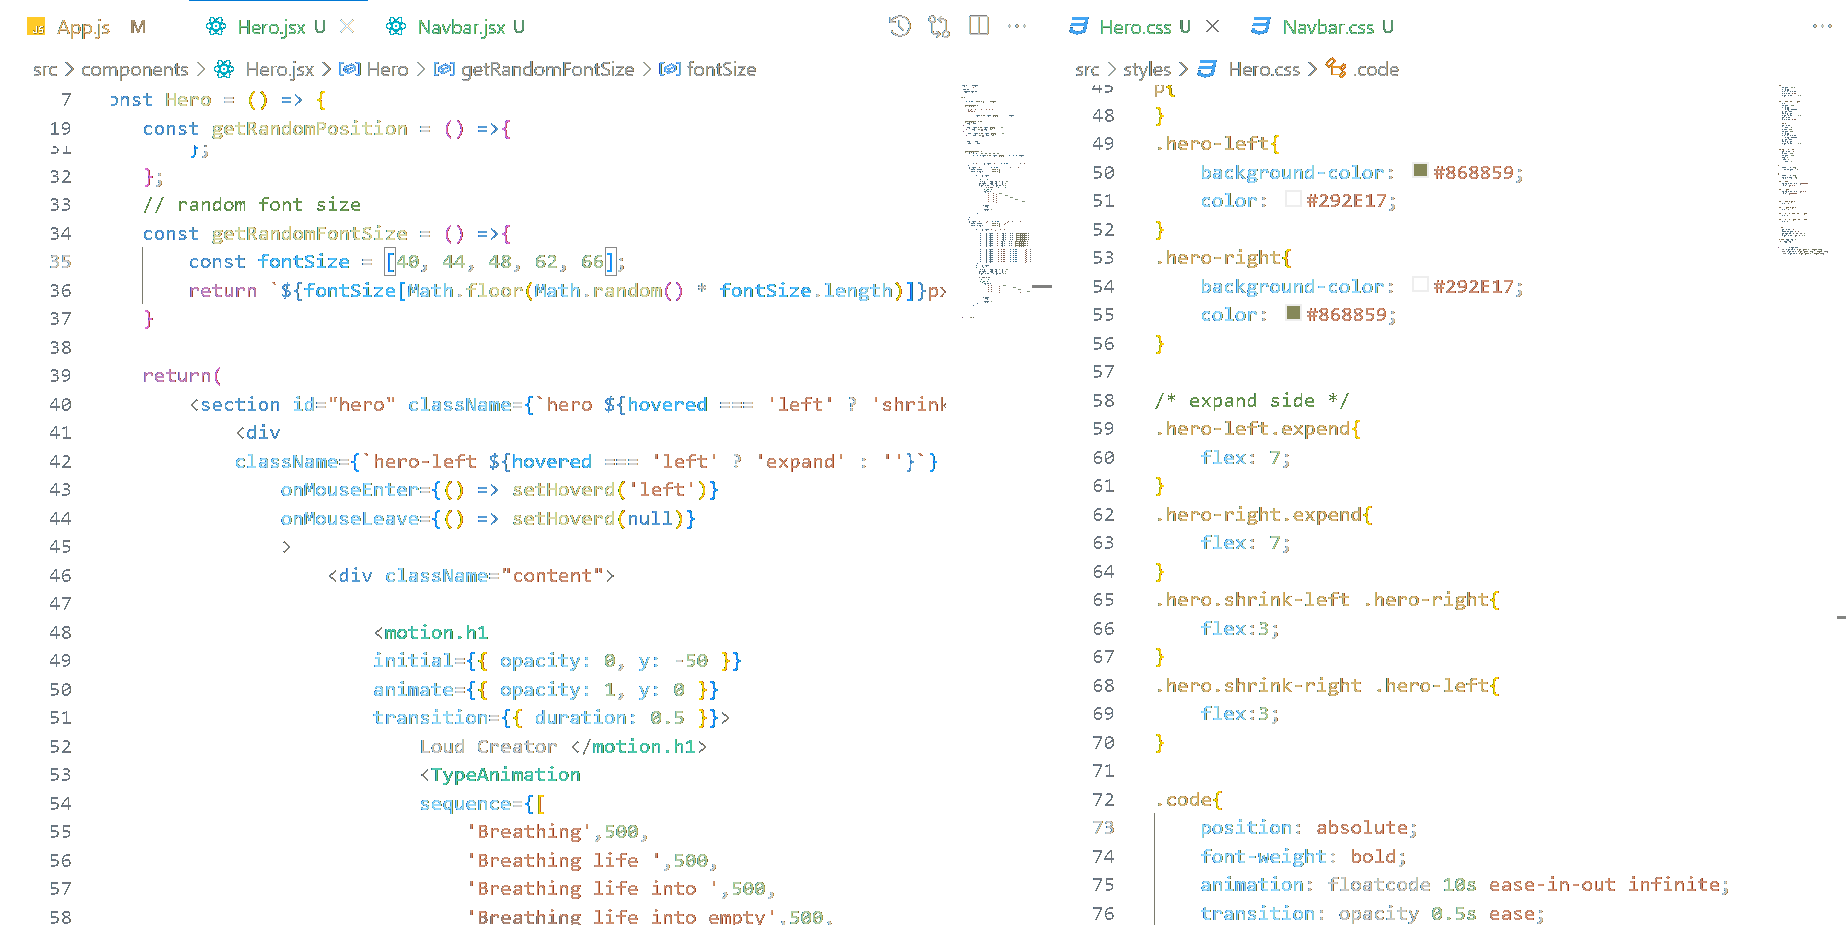 App.js M Hero.jsx U Navbar.jsx U
src > components > Hero.jsx > Hero > getRandomFontSize > fontSize
7 onst Hero = () => {
19 const getRandomPosition = () =>{
31 };
32 };
33 // random font size
34 const getRandomFontSize = () =>{
35 const fontSize = [40, 44, 48, 62, 66];
36 return `${fontSize[Math.floor(Math.random() * fontSize.length)]}px
37 }
38
39 return(
40 <section id="hero" className={`hero ${hovered === 'left' ? 'shrink
41 <div
42 className={`hero-left ${hovered === 'left' ? 'expand' : ''}`}
43 onMouseEnter={() => setHoverd('left')}
44 onMouseLeave={() => setHoverd(null)}
45 >
46 <div className="content">
47
48 <motion.h1
49 initial={{ opacity: 0, y: -50 }}
50 animate={{ opacity: 1, y: 0 }}
51 transition={{ duration: 0.5 }}>
52 Loud Creator </motion.h1>
53 <TypeAnimation
54 sequence={[
55 'Breathing',500,
56 'Breathing life ',500,
57 'Breathing life into ',500,
58 'Breathing life into empty',500,
Hero.css U Navbar.css U
src > styles > Hero.css > .code
45 p{
48 }
49 .hero-left{
50 background-color: #868859;
51 color: #292E17;
52 }
53 .hero-right{
54 background-color: #292E17;
55 color: #868859;
56 }
57
58 /* expand side */
59 .hero-left.expend{
60 flex: 7;
61 }
62 .hero-right.expend{
63 flex: 7;
64 }
65 .hero.shrink-left .hero-right{
66 flex:3;
67 }
68 .hero.shrink-right .hero-left{
69 flex:3;
70 }
71
72 .code{
73 position: absolute;
74 font-weight: bold;
75 animation: floatcode 10s ease-in-out infinite;
76 transition: opacity 0.5s ease;